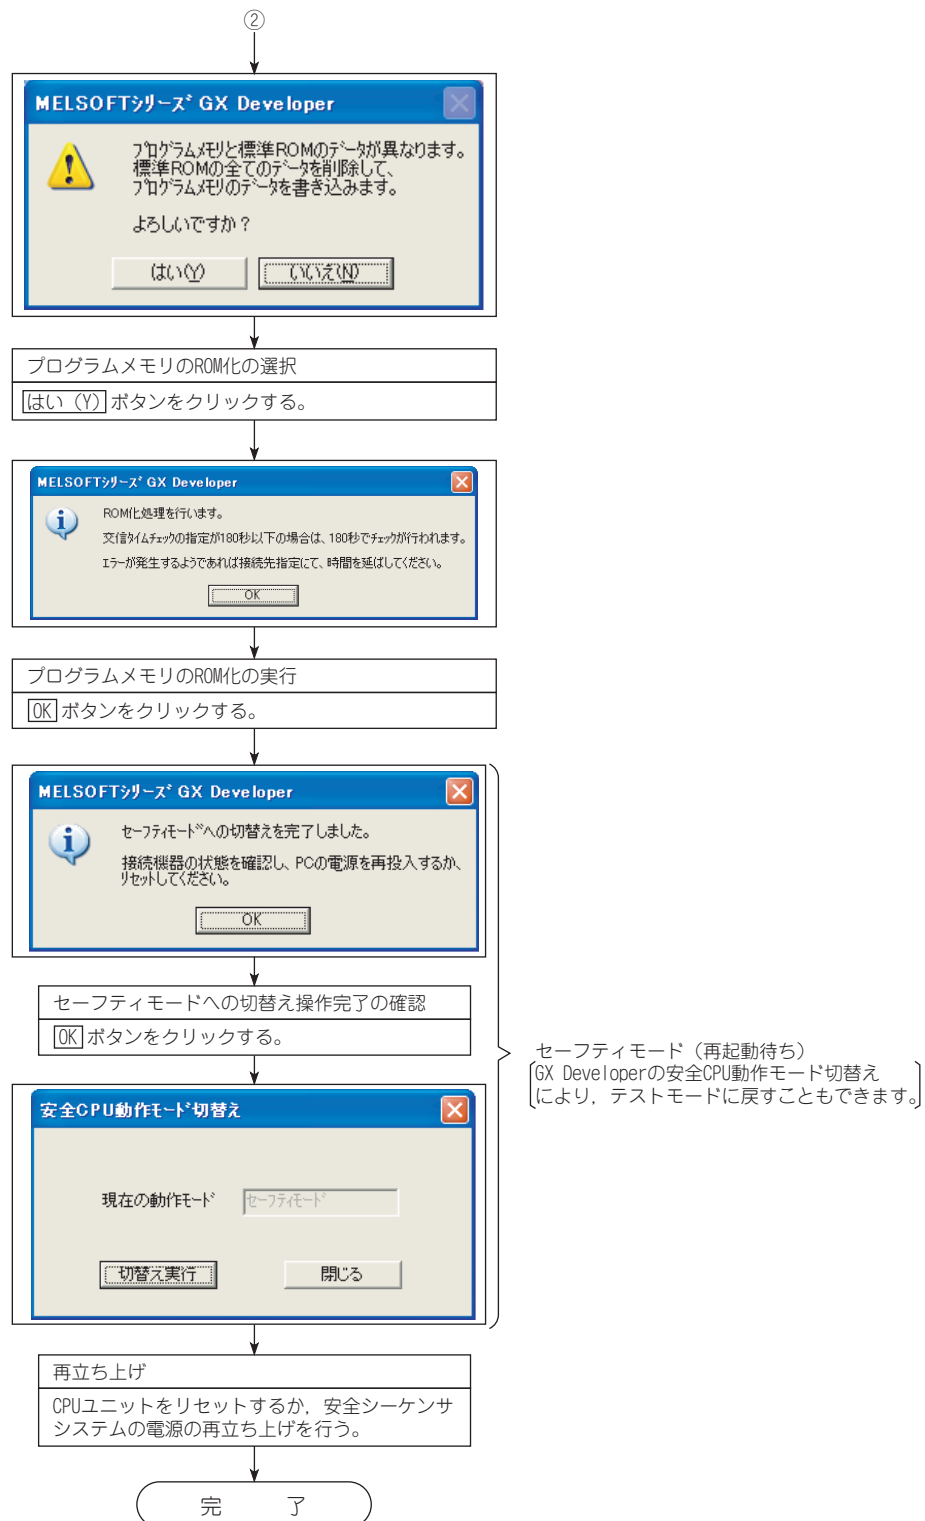 ②
MELSOFTシリーズ GX Developer
プログラムメモリと標準ROMのデータが異なります。
標準ROMの全てのデータを削除して、
プログラムメモリのデータを書き込みます。
よろしいですか？
はい(Y)
いいえ(N)
プログラムメモリのROM化の選択
はい（Y）ボタンをクリックする。
MELSOFTシリーズ GX Developer
ROM化処理を行います。
交信タイムチェックの指定が180秒以下の場合は、180秒でチェックが行われます。
エラーが発生するようであれば接続先指定にて、時間を延ばしてください。
OK
プログラムメモリのROM化の実行
OK ボタンをクリックする。
MELSOFTシリーズ GX Developer
セーフティモードへの切替えを完了しました。
接続機器の状態を確認し、PCの電源を再投入するか、
リセットしてください。
OK
セーフティモードへの切替え操作完了の確認
OK ボタンをクリックする。
セーフティモード（再起動待ち）
GX Developerの安全CPU動作モード切替え
により，テストモードに戻すこともできます。
安全CPU動作モード切替え
現在の動作モード
セーフティモード
切替え実行
閉じる
再立ち上げ
CPUユニットをリセットするか，安全シーケンサ
システムの電源の再立ち上げを行う。
完 了